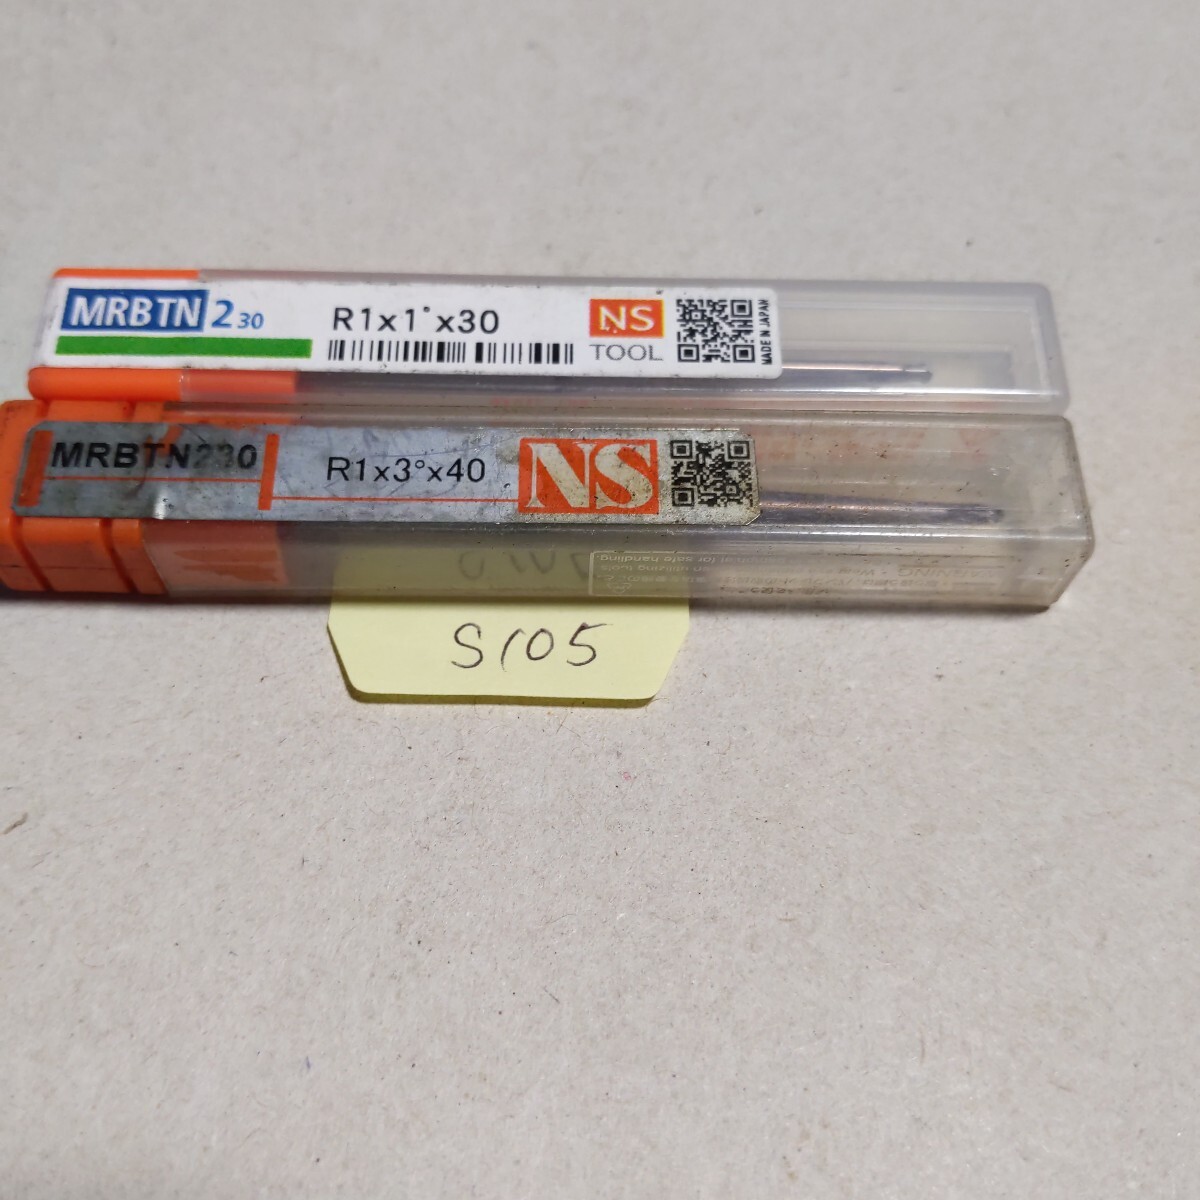 MRBTN 2 30
R1x1°x30
NS
TOOL
MADE IN JAPAN
MRBTN230
R1x3°x40
NS
S105